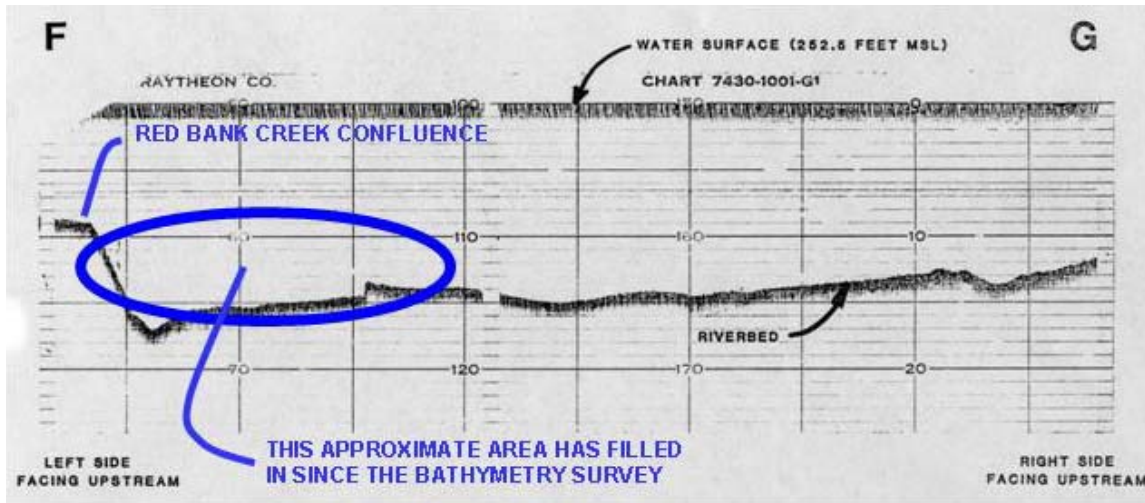 F
G
WATER SURFACE (252.5 FEET MSL)
RAYTHEON CO.
CHART 7430-1001-G1
100
0
RED BANK CREEK CONFLUENCE
110
160
10
RIVERBED
70
120
170
20
THIS APPROXIMATE AREA HAS FILLED
IN SINCE THE BATHYMETRY SURVEY
LEFT SIDE
FACING UPSTREAM
RIGHT SIDE
FACING UPSTREAM